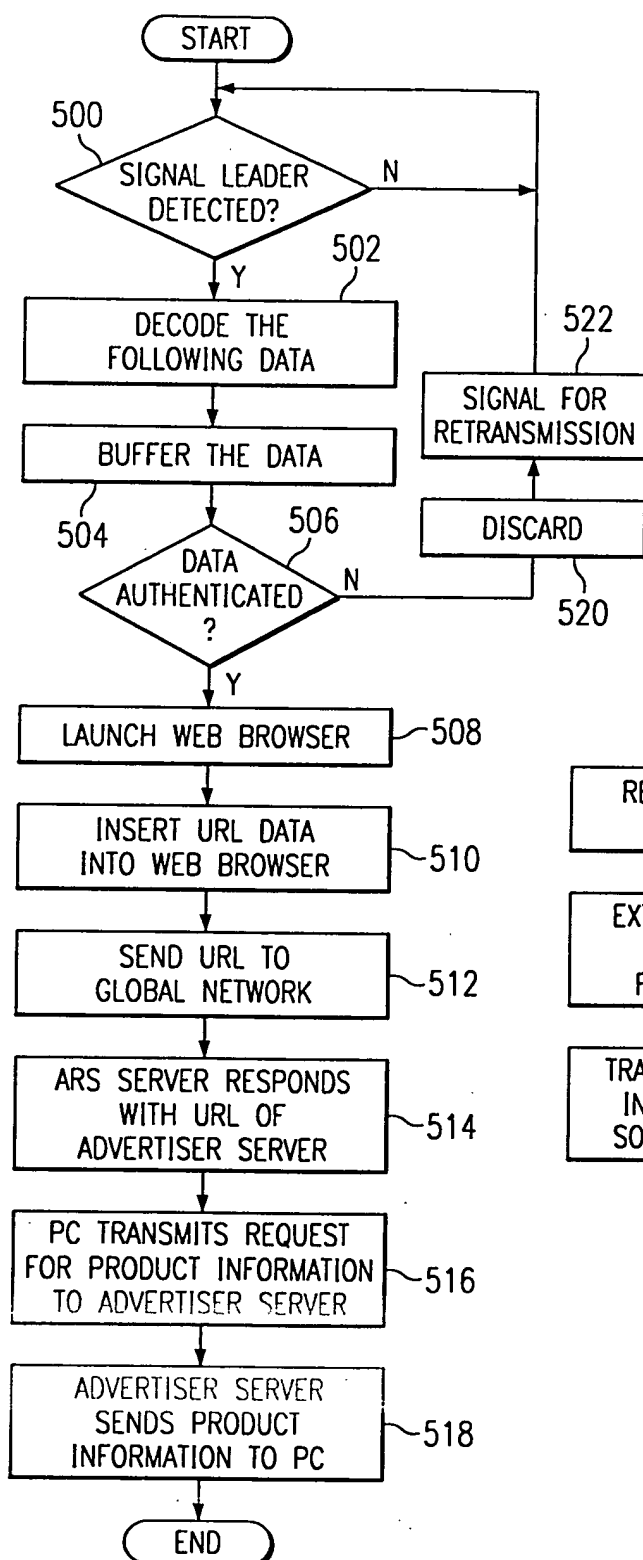 START
500
SIGNAL LEADER
DETECTED?
N
Y
502
DECODE THE
FOLLOWING DATA
522
SIGNAL FOR
RETRANSMISSION
BUFFER THE DATA
504
506
DISCARD
520
DATA
AUTHENTICATED
?
N
Y
LAUNCH WEB BROWSER
508
INSERT URL DATA
INTO WEB BROWSER
510
SEND URL TO
GLOBAL NETWORK
512
ARS SERVER RESPONDS
WITH URL OF
ADVERTISER SERVER
514
PC TRANSMITS REQUEST
FOR PRODUCT INFORMATION
TO ADVERTISER SERVER
516
ADVERTISER SERVER
SENDS PRODUCT
INFORMATION TO PC
518
END